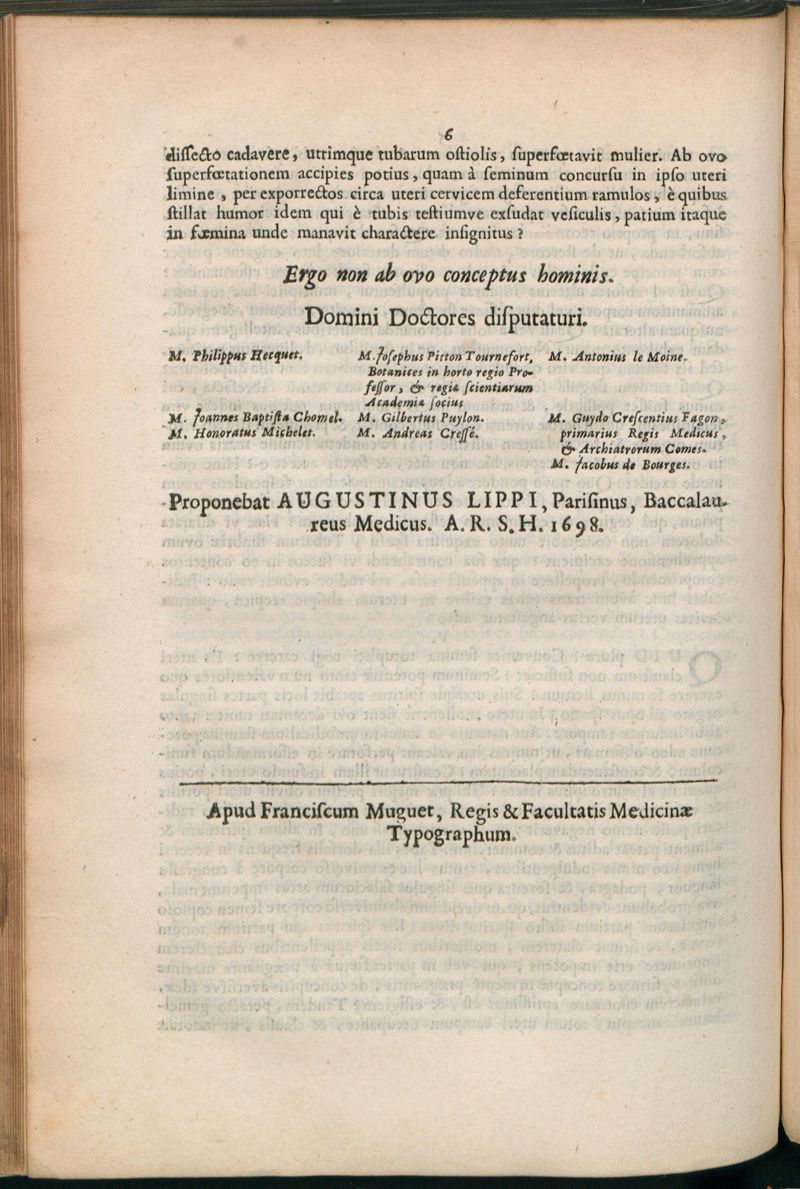 6
dissecto cadavere, utrimque tubarum ostiolis, superfœtavit mulier. Ab ovo
superfœtationem accipies potius, quam à seminum concursu in ipso uteri
limine, per exporrectos circa uteri cervicem deferentium ramulos, è quibus
stillat humor idem qui è tubis testiumve exsudat vesiculis, patium itaque
in fœmina unde manavit charactere insignitus?
Ergo non ab ovo conceptus hominis.
Domini Doctores disputaturi.
M. Philippus Hecquet.
M. Josephus Pitton Tournefort,
Botanices in horto regio Pro-
fessor, & regiæ scientiarum
Academiæ socius
M. Antonius le Moine.
M. Joannes Baptista Chomel.
M. Gilbertus Puylon.
M. Guydo Crescentius Fagon,
primarius Regis Medicus,
& Archiatrorum Comes.
M. Honoratus Michelet.
M. Andreas Cressé.
M. Jacobus de Bourges.
Proponebat AUGUSTINUS LIPPI, Parisinus, Baccalau-
reus Medicus. A. R. S. H. 1698.
Apud Franciscum Muguet, Regis & Facultatis Medicinæ
Typographum.